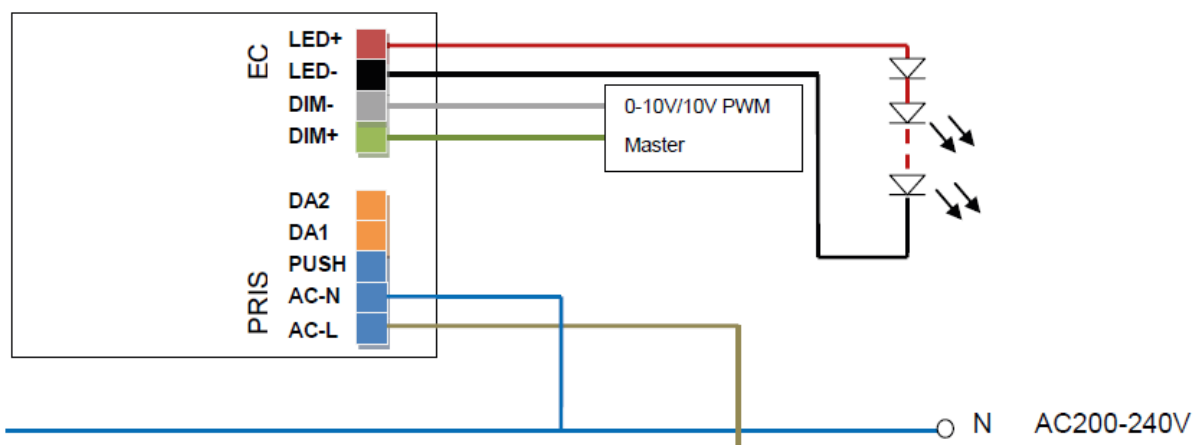 EC
LED+
LED-
DIM-
DIM+
0-10V/10V PWM
Master
DA2
DA1
PUSH
PRIS
AC-N
AC-L
N AC200-240V